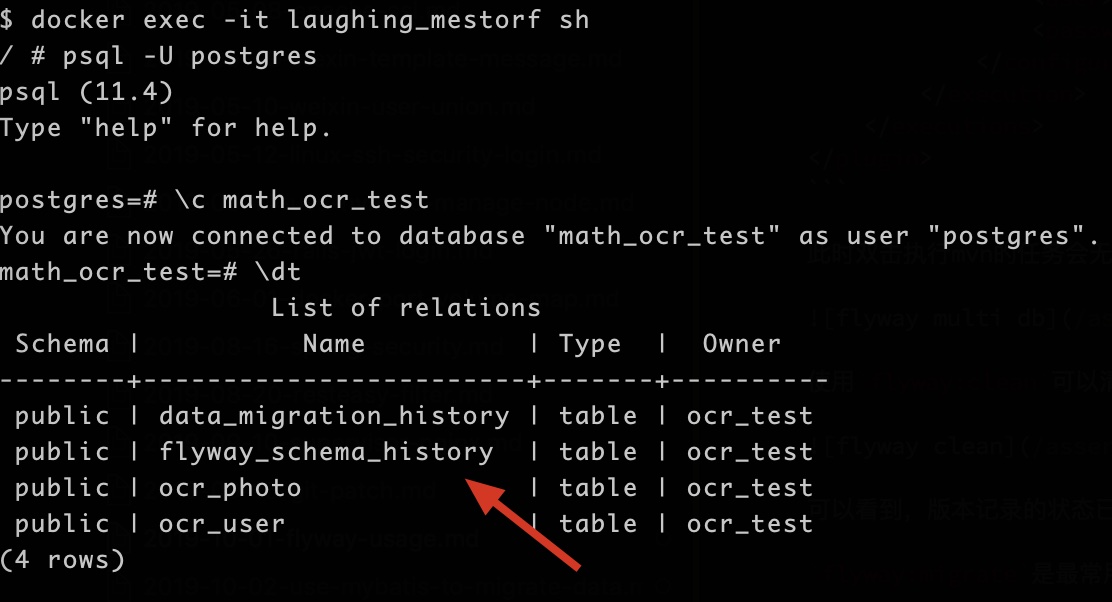 $ docker exec -it laughing_mestorf sh
/ # psql -U postgres
psql (11.4)
Type "help" for help.
postgres=# \c math_ocr_test
You are now connected to database "math_ocr_test" as user "postgres".
math_ocr_test=# \dt
List of relations
Schema | Name | Type | Owner
--------+------------------------+-------+----------
public | data_migration_history | table | ocr_test
public | flyway_schema_history | table | ocr_test
public | ocr_photo | table | ocr_test
public | ocr_user | table | ocr_test
(4 rows)